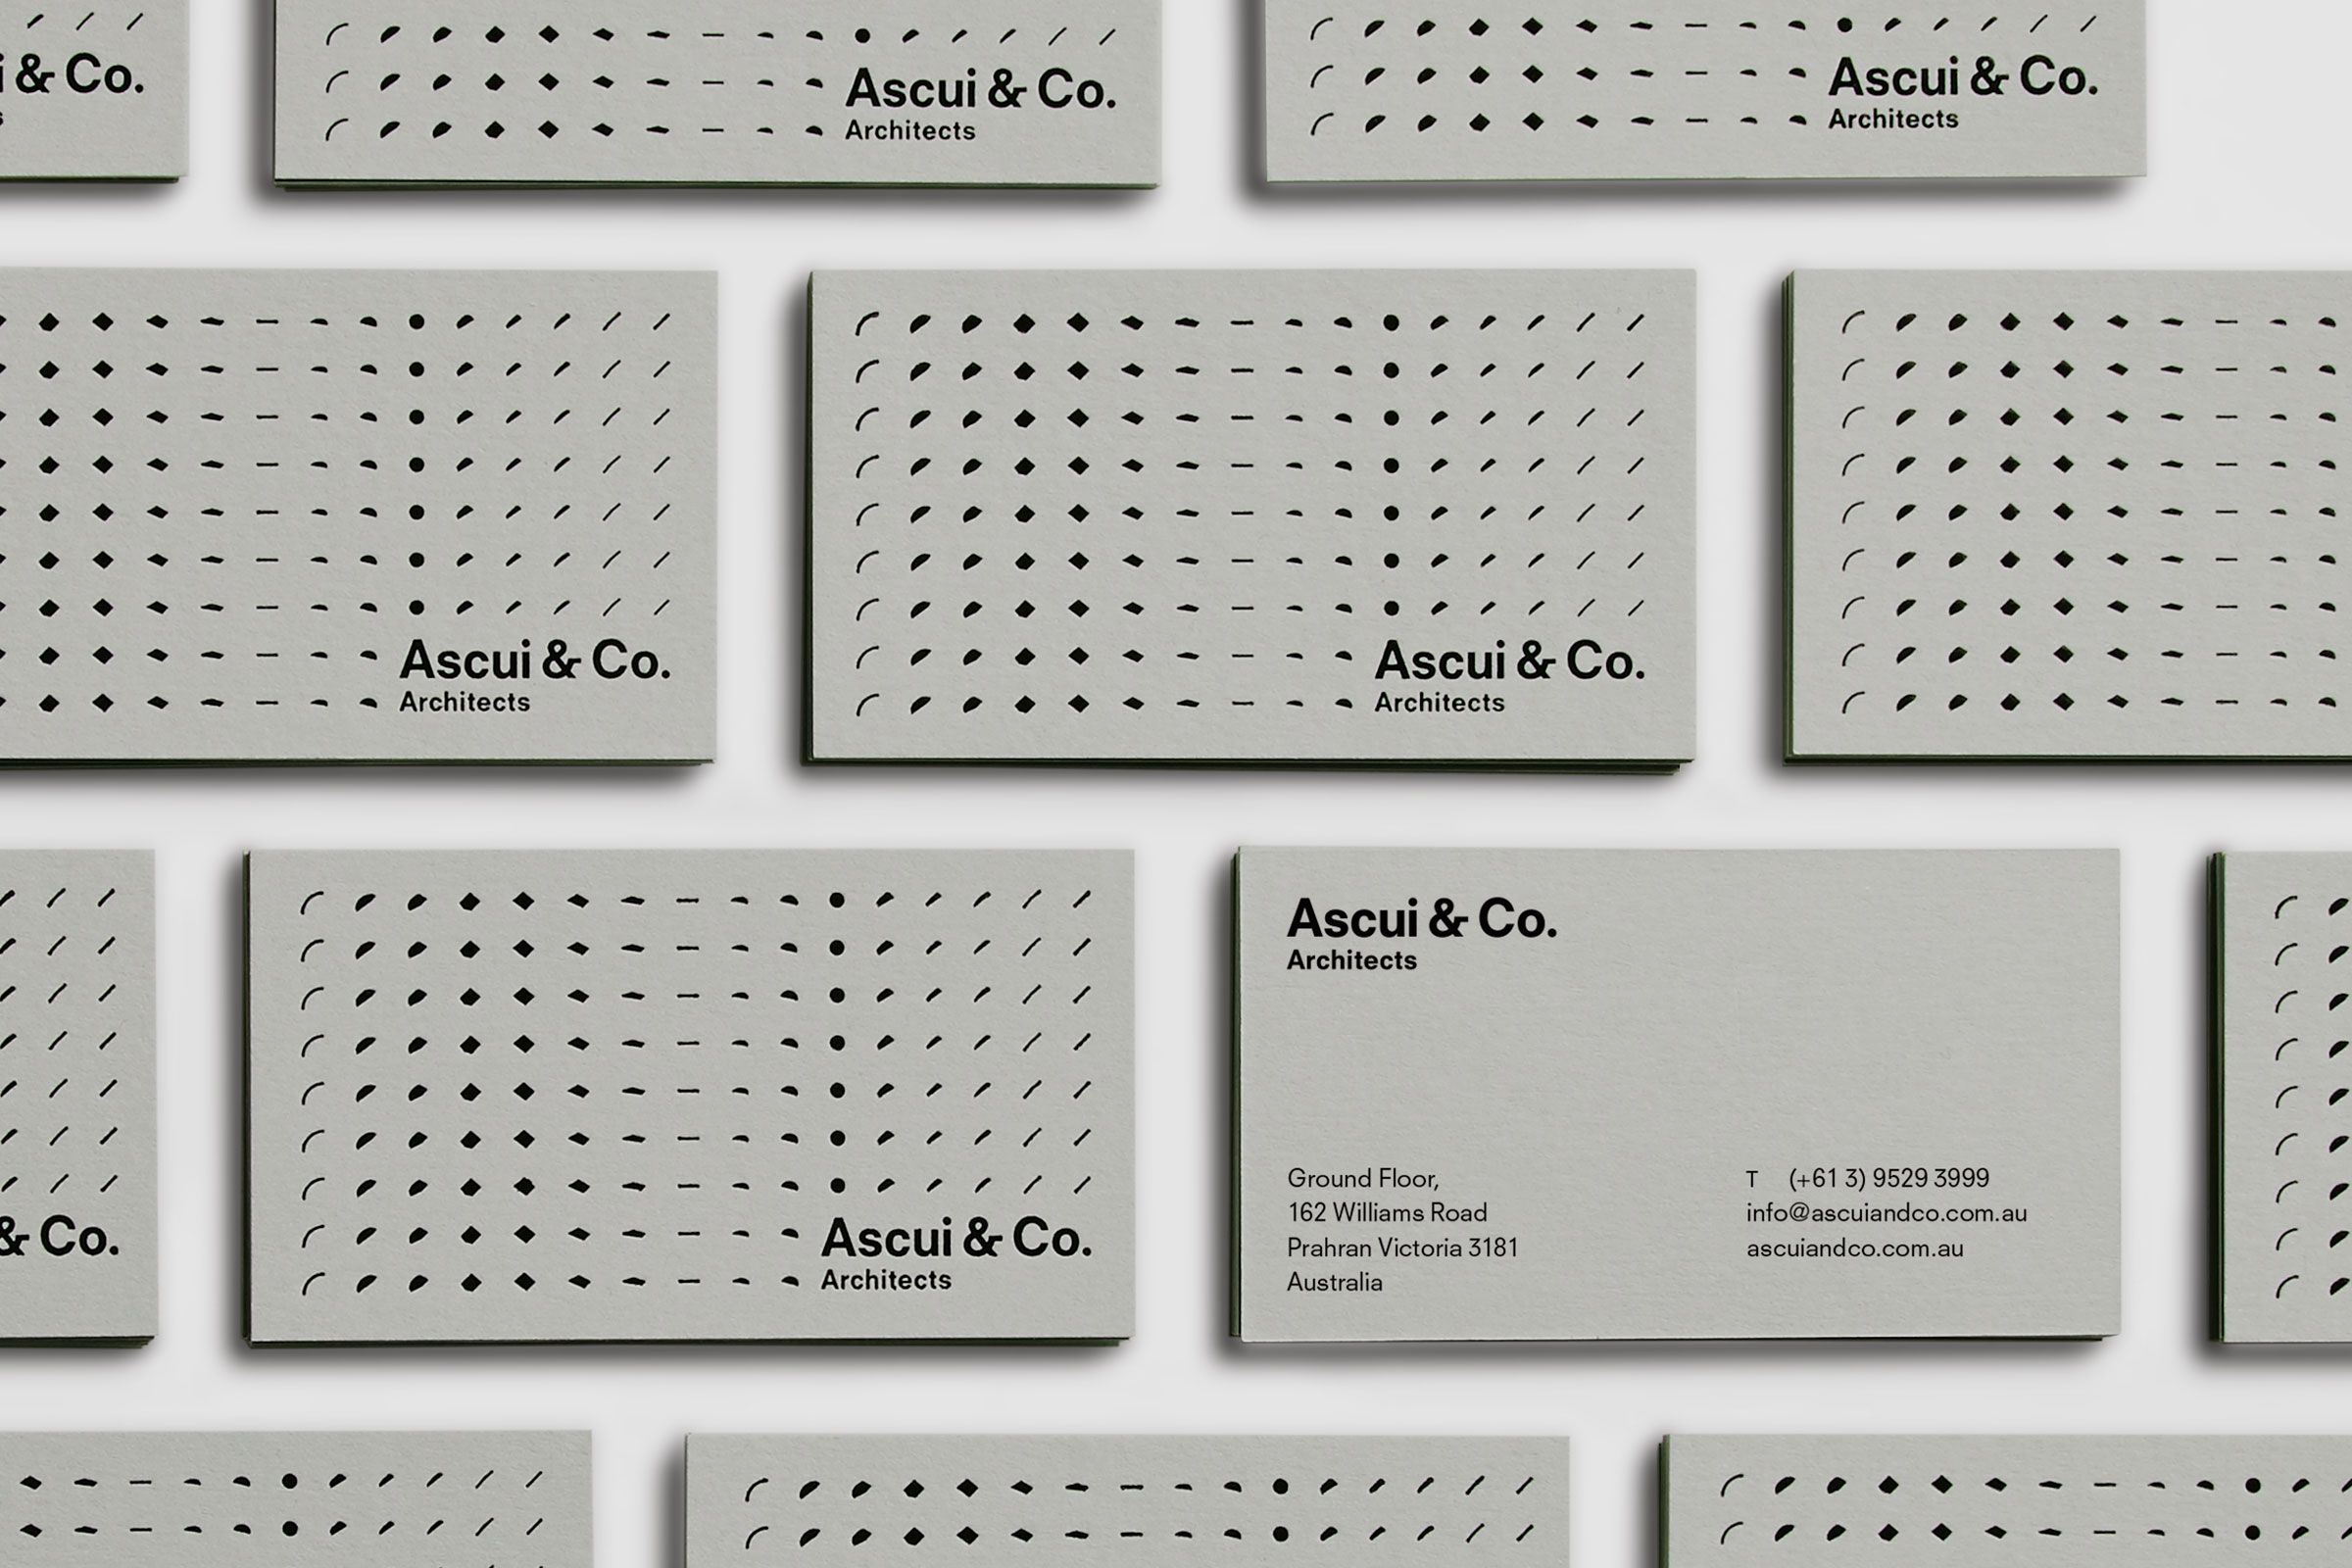 & Co.
Ascui & Co.
Architects
Ascui & Co.
Architects
Ascui & Co.
Architects
Ascui & Co.
Architects
& Co.
Ascui & Co.
Architects
Ascui & Co.
Architects
Ground Floor,
162 Williams Road
Prahran Victoria 3181
Australia
T (+61 3) 9529 3999
info@ascuiandco.com.au
ascuiandco.com.au